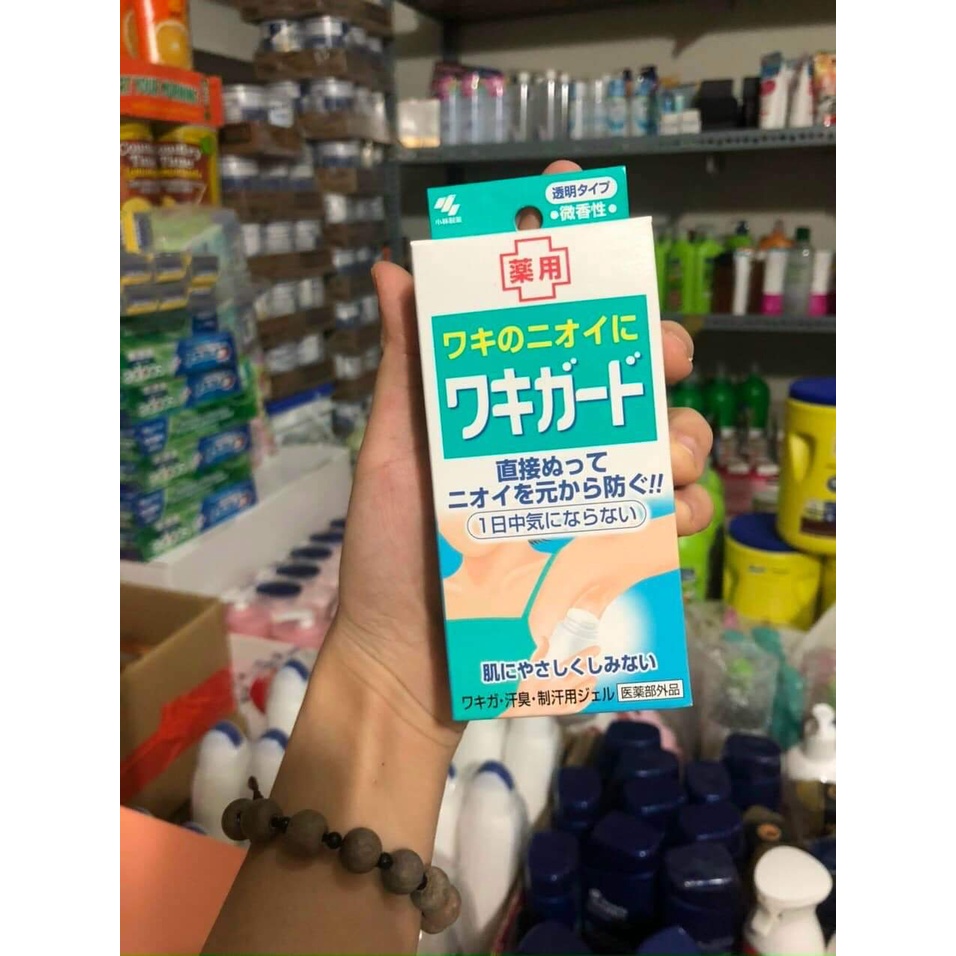 小林製薬
透明タイプ
・微香性・
薬用
ワキのニオイに
ワキガード
直接ぬって
ニオイを元から防ぐ!!
1日中気にならない
肌にやさしくしみない
ワキガ・汗臭・制汗用ジェル 医薬部外品
Country
Time